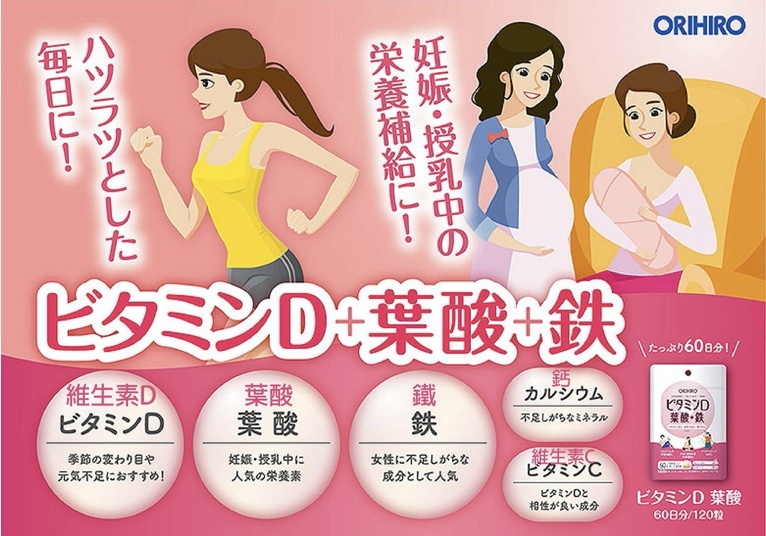 ORIHIRO
ハツラツとした
毎日に！
妊娠・授乳中の
栄養補給に！
ビタミンD+葉酸+鉄
維生素D
ビタミンD
季節の変わり目や
元気不足におすすめ！
葉酸
葉酸
妊娠・授乳中に
人気の栄養素
鐵
鉄
女性に不足しがちな
成分として人気
鈣
カルシウム
不足しがちなミネラル
維生素C
ビタミンC
ビタミンDと
相性が良い成分
たっぷり60日分！
ORIHIRO
ビタミンD
葉酸+鉄
ビタミンD 葉酸
60日分/120粒